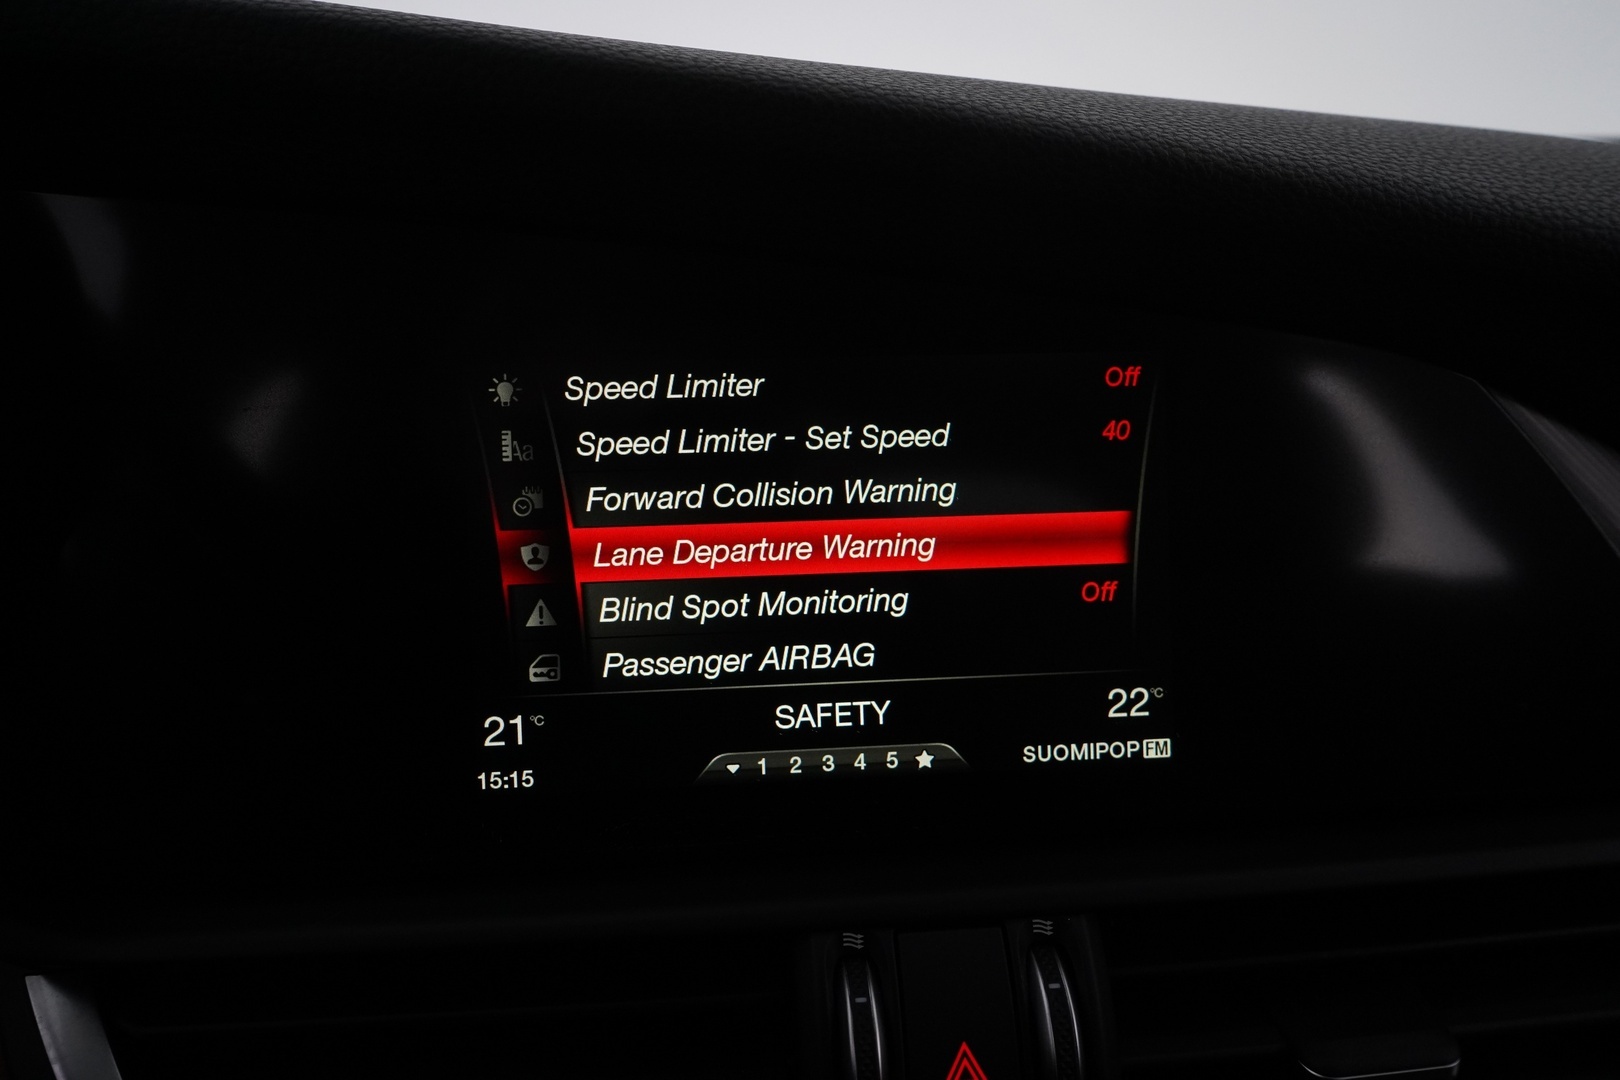 Speed Limiter Off
Aa Speed Limiter - Set Speed 40
Forward Collision Warning
Lane Departure Warning
Blind Spot Monitoring Off
Passenger AIRBAG
21°C SAFETY 22°C
15:15 1 2 3 4 5 SUOMIPOP FM